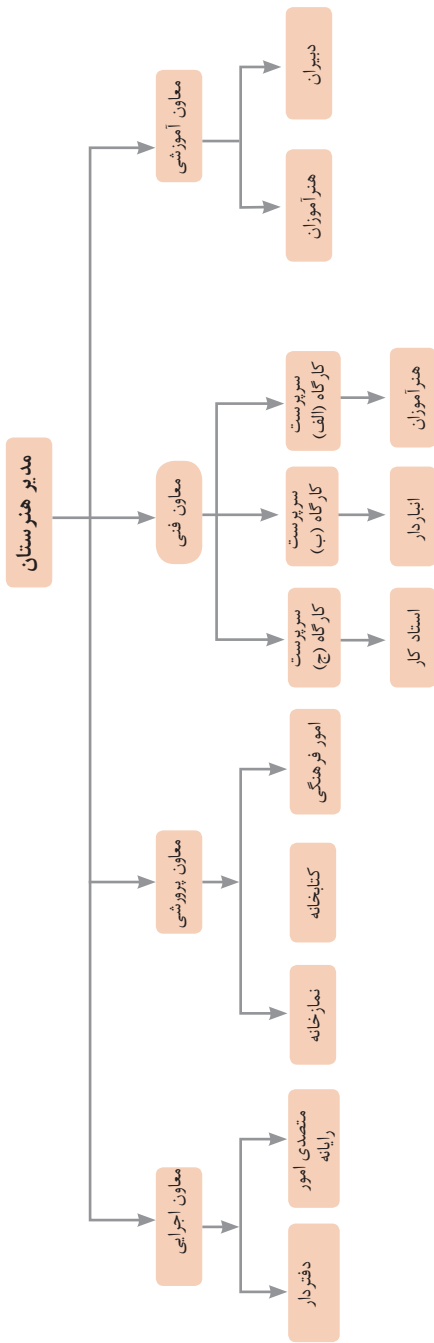 مدیر هنرستان
معاون آموزشی
معاون فنی
معاون پرورشی
معاون اجرایی
دبیران
هنرآموزان
سرپرست
کارگاه (الف)
سرپرست
کارگاه (ب)
سرپرست
کارگاه (ج)
امور فرهنگی
کتابخانه
نمازخانه
متصدی امور
رایانه
دفتردار
هنرآموزان
انباردار
استاد کار